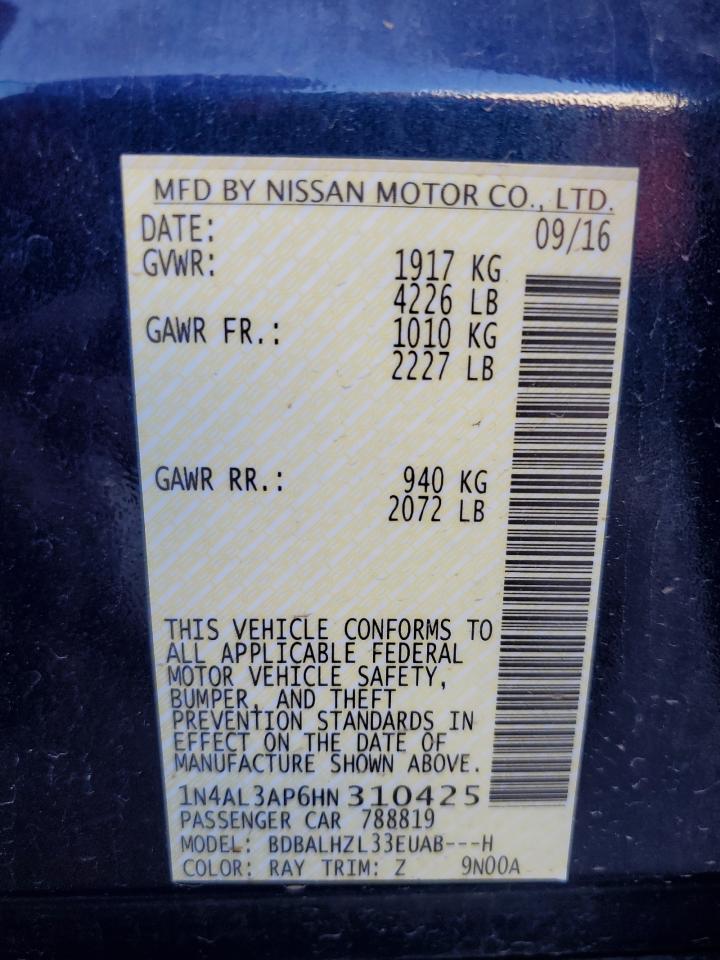 MFD BY NISSAN MOTOR CO., LTD.
DATE: 09/16
GVWR: 1917 KG
4226 LB
GAWR FR.: 1010 KG
2227 LB
GAWR RR.: 940 KG
2072 LB
THIS VEHICLE CONFORMS TO
ALL APPLICABLE FEDERAL
MOTOR VEHICLE SAFETY,
BUMPER, AND THEFT
PREVENTION STANDARDS IN
EFFECT ON THE DATE OF
MANUFACTURE SHOWN ABOVE.
1N4AL3AP6HN 310425
PASSENGER CAR 788819
MODEL: BDBALHZL33EUAB---H
COLOR: RAY TRIM: Z 9N00A